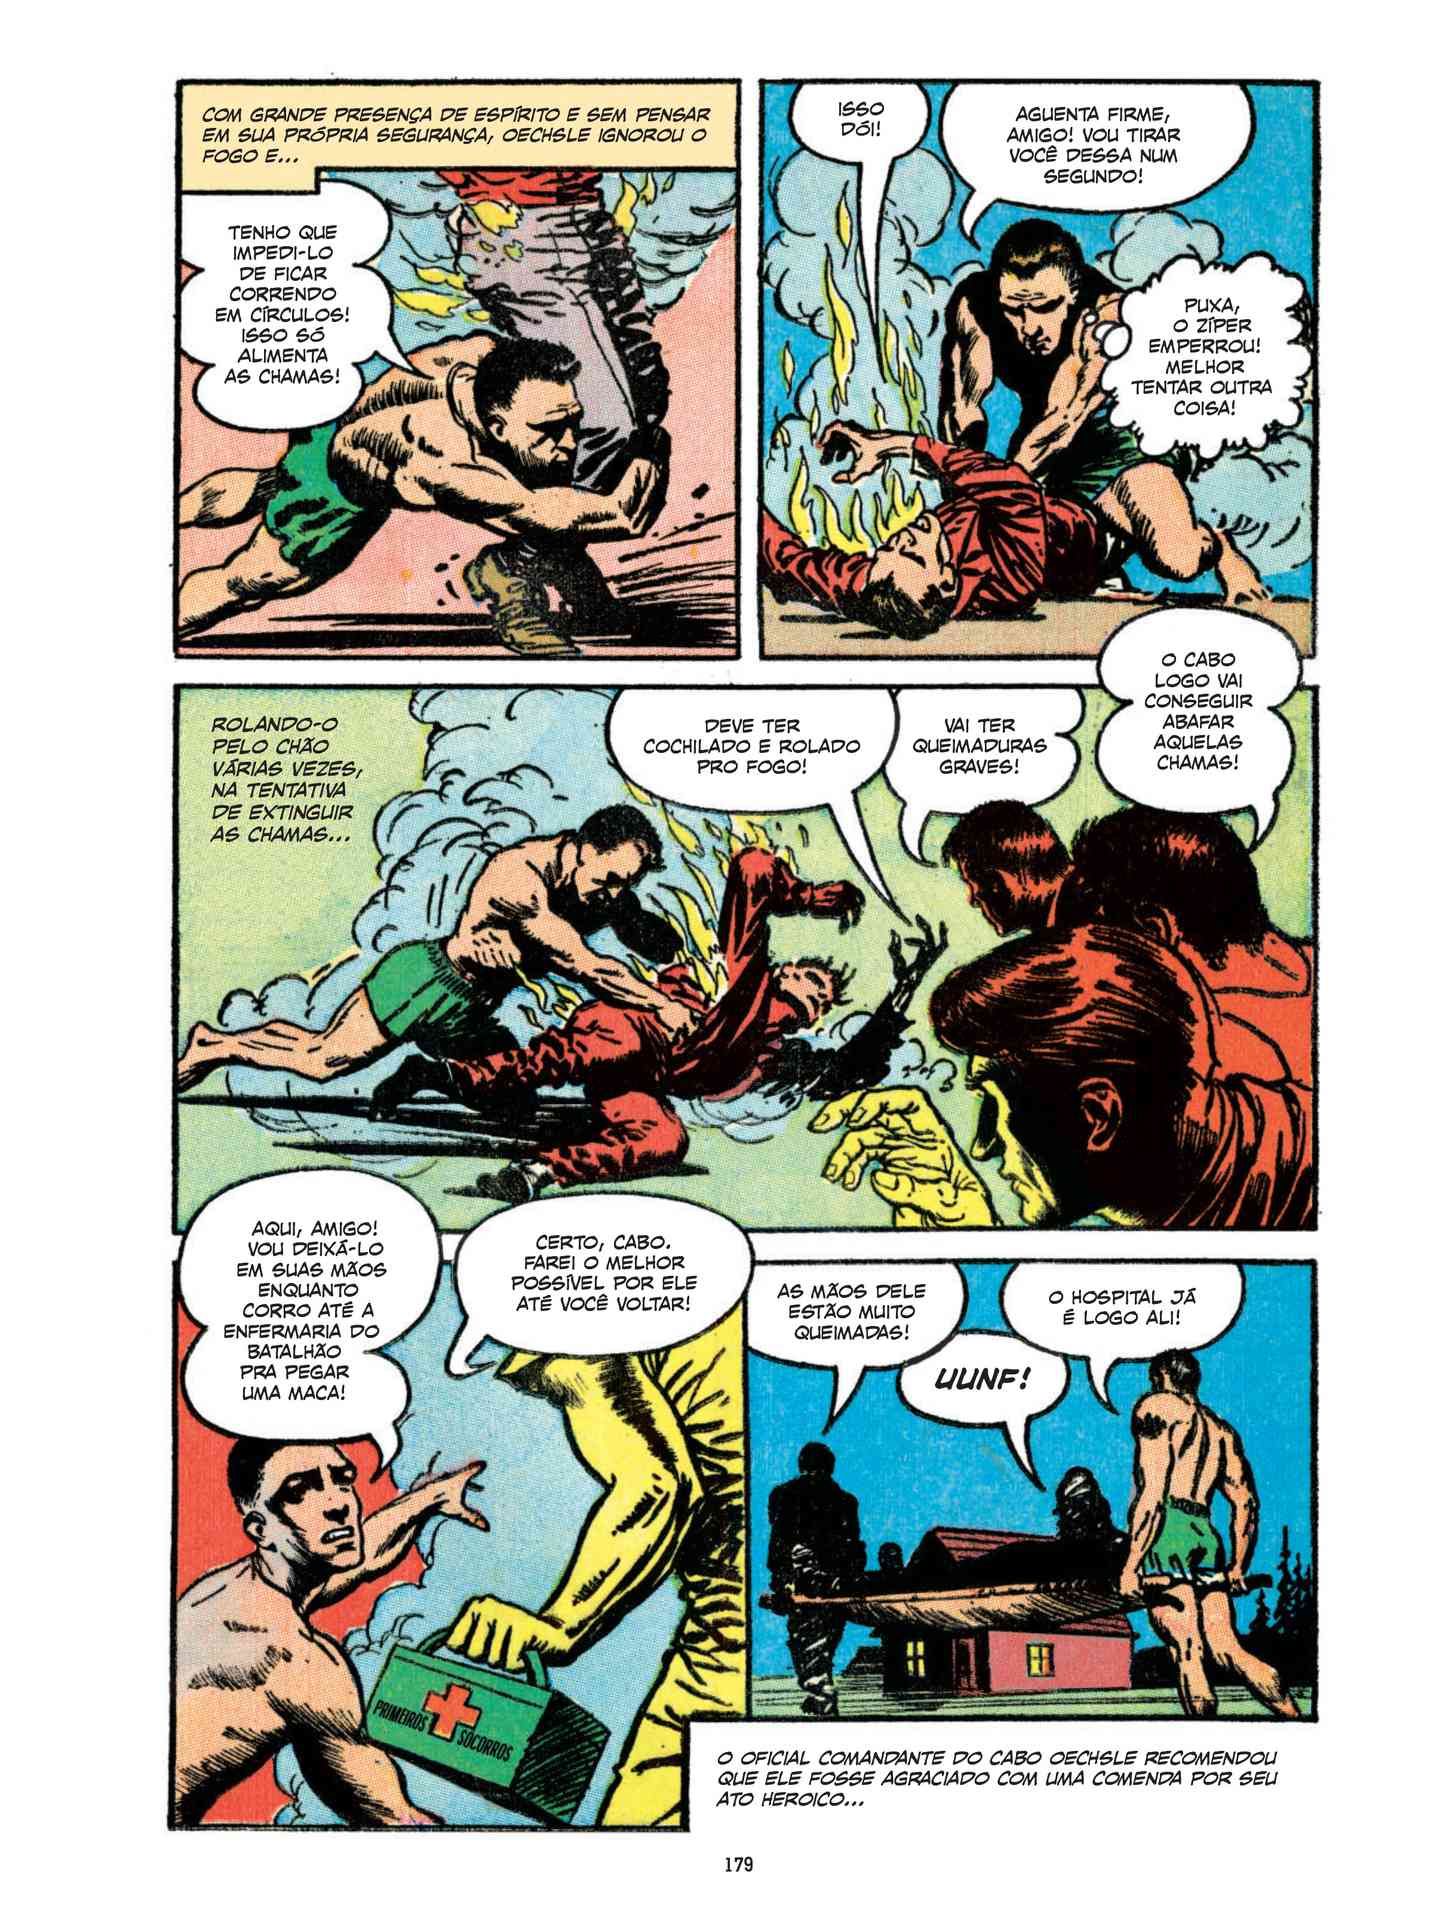 COM GRANDE PRESENÇA DE ESPÍRITO E SEM PENSAR
EM SUA PRÓPRIA SEGURANÇA, OECHSLE IGNOROU O
FOGO E...
TENHO QUE
IMPEDI-LO
DE FICAR
CORRENDO
EM CÍRCULOS!
ISSO SÓ
ALIMENTA
AS CHAMAS!
ISSO
DÓI!
AGUENTA FIRME,
AMIGO! VOU TIRAR
VOCÊ DESSA NUM
SEGUNDO!
PUXA,
O ZÍPER
EMPERROU!
MELHOR
TENTAR OUTRA
COISA!
ROLANDO-O
PELO CHÃO
VÁRIAS VEZES,
NA TENTATIVA
DE EXTINGUIR
AS CHAMAS...
DEVE TER
COCHILADO E ROLADO
PRO FOGO!
VAI TER
QUEIMADURAS
GRAVES!
O CABO
LOGO VAI
CONSEGUIR
ABAFAR
AQUELAS
CHAMAS!
AQUI, AMIGO!
VOU DEIXÁ-LO
EM SUAS MÃOS
ENQUANTO
CORRO ATÉ A
ENFERMARIA DO
BATALHÃO
PRA PEGAR
UMA MACA!
CERTO, CABO.
FAREI O MELHOR
POSSÍVEL POR ELE
ATÉ VOCÊ VOLTAR!
PRIMEIROS
SOCORROS
AS MÃOS DELE
ESTÃO MUITO
QUEIMADAS!
UUNF!
O HOSPITAL JÁ
É LOGO ALI!
O OFICIAL COMANDANTE DO CABO OECHSLE RECOMENDOU
QUE ELE FOSSE AGRACIADO COM UMA COMENDA POR SEU
ATO HEROICO...
179